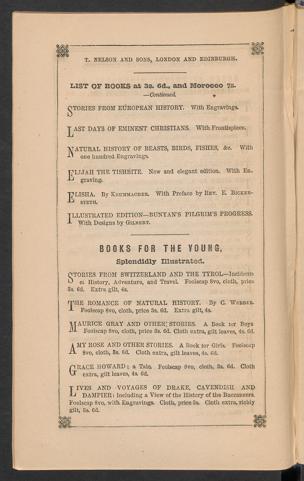 T. NELSON AND SONS, LONDON AND EDINBURGH.
LIST OF BOOKS at 3s. 6d., and Morocco 7s.
—Continued.
STORIES FROM EUROPEAN HISTORY. With Engravings.
LAST DAYS OF EMINENT CHRISTIANS. With Frontispiece.
NATURAL HISTORY OF BEASTS, BIRDS, FISHES, &c. With
one hundred Engravings.
ELIJAH THE TISHBITE. New and elegant edition. With En-
graving.
ELISHA. By KRUMMACHER. With Preface by REV. E. BICKER-
STETH.
ILLUSTRATED EDITION—BUNYAN'S PILGRIM'S PROGRESS.
With Designs by GILBERT.
BOOKS FOR THE YOUNG,
Splendidly Illustrated.
STORIES FROM SWITZERLAND AND THE TYROL—Incidents
of History, Adventure, and Travel. Foolscap 8vo, cloth, price
3s. 6d. Extra gilt, 4s.
THE ROMANCE OF NATURAL HISTORY. By C. WEBBER.
Foolscap 8vo, cloth, price 3s. 6d. Extra gilt, 4s.
MAURICE GRAY AND OTHER STORIES. A Book for Boys
Foolscap 8vo, cloth, price 3s. 6d. Cloth extra, gilt leaves, 4s. 6d.
AMY ROSE AND OTHER STORIES. A Book for Girls. Foolscap
8vo, cloth, 3s. 6d. Cloth extra, gilt leaves, 4s. 6d.
GRACE HOWARD; a Tale. Foolscap 8vo, cloth, 3s. 6d. Cloth
extra, gilt leaves, 4s. 6d.
LIVES AND VOYAGES OF DRAKE, CAVENDISH AND
DAMPIER: Including a View of the History of the Buccaneers.
Foolscap 8vo, with Engravings. Cloth, price 3s. Cloth extra, richly
gilt, 3s. 6d.